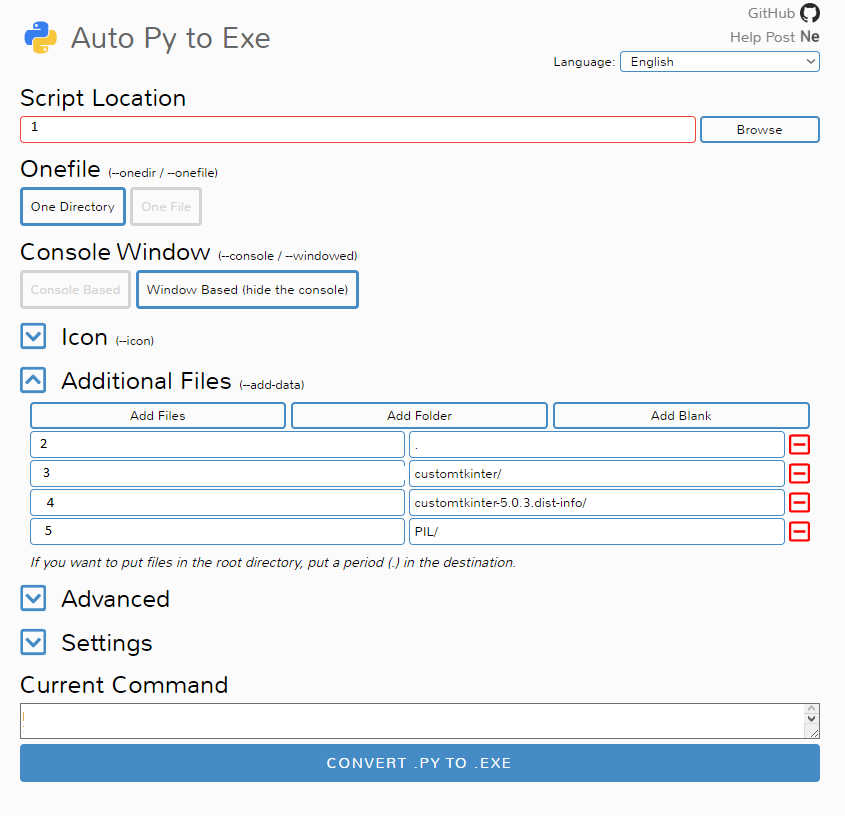 GitHub
Auto Py to Exe
Help Post Ne
Language: English
Script Location
1 Browse
Onefile (--onedir / --onefile)
One Directory One File
Console Window (--console / --windowed)
Console Based Window Based (hide the console)
Icon (--icon)
Additional Files (--add-data)
Add Files Add Folder Add Blank
2 .
3 customtkinter/
4 customtkinter-5.0.3.dist-info/
5 PIL/
If you want to put files in the root directory, put a period (.) in the destination.
Advanced
Settings
Current Command
CONVERT .PY TO .EXE